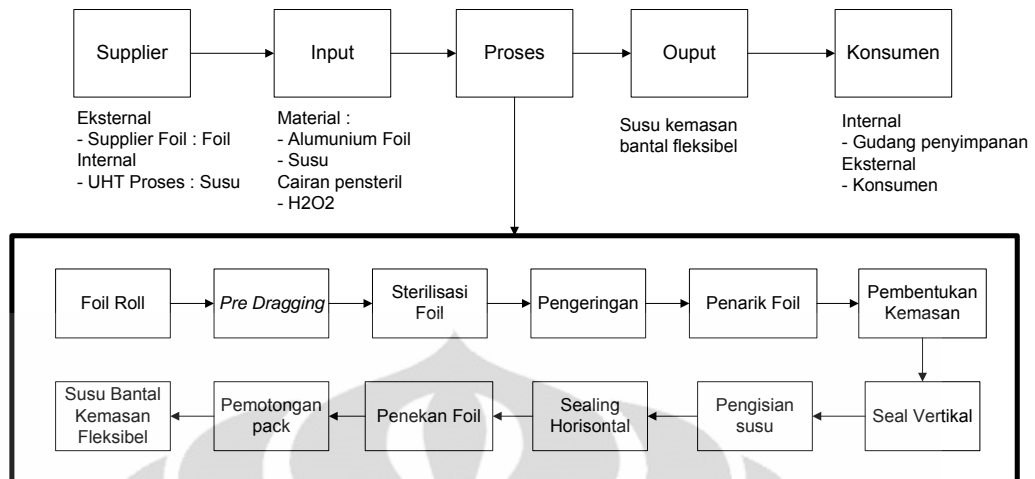 Supplier
Input
Proses
Ouput
Konsumen
Eksternal
- Supplier Foil : Foil
Internal
- UHT Proses : Susu
Material :
- Alumunium Foil
- Susu
Cairan pensteril
- H2O2
Susu kemasan
bantal fleksibel
Internal
- Gudang penyimpanan
Eksternal
- Konsumen
Foil Roll
Pre Dragging
Sterilisasi
Foil
Pengeringan
Penarik Foil
Pembentukan
Kemasan
Seal Vertikal
Pengisian
susu
Sealing
Horisontal
Penekan Foil
Pemotongan
pack
Susu Bantal
Kemasan
Fleksibel